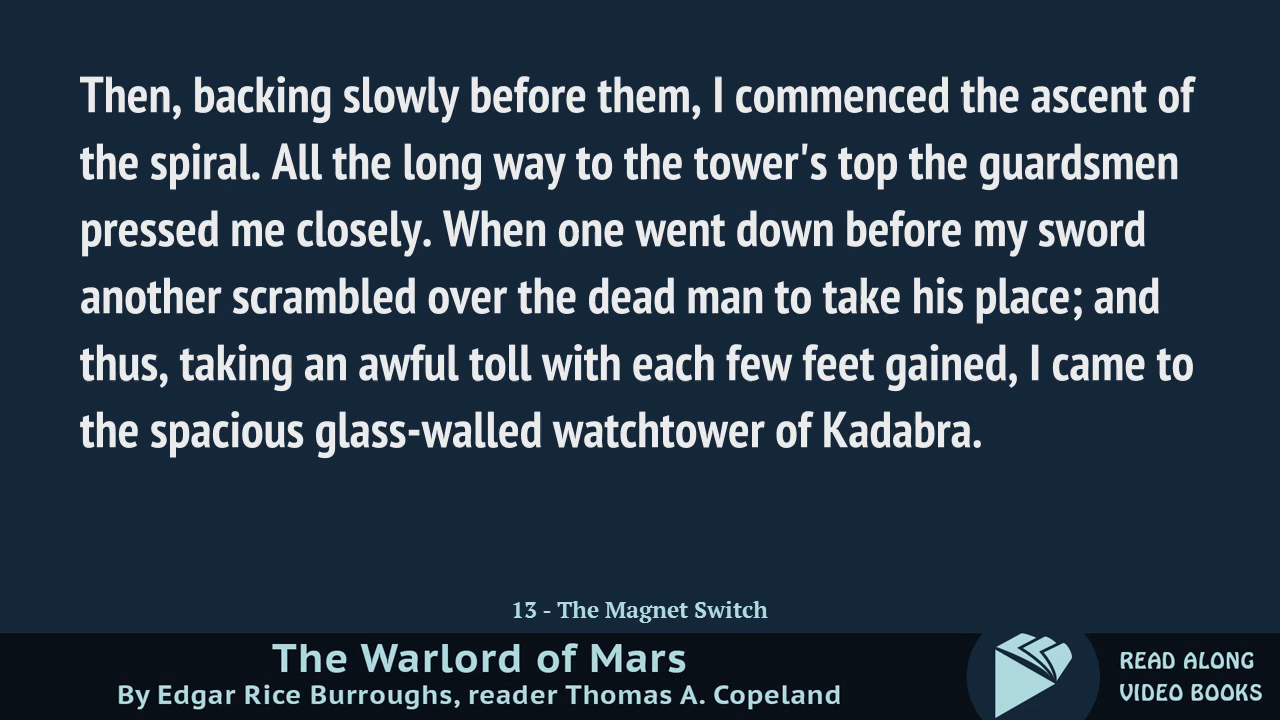 Then, backing slowly before them, I commenced the ascent of
the spiral. All the long way to the tower's top the guardsmen
pressed me closely. When one went down before my sword
another scrambled over the dead man to take his place; and
thus, taking an awful toll with each few feet gained, I came to
the spacious glass-walled watchtower of Kadabra.
13 - The Magnet Switch
The Warlord of Mars
By Edgar Rice Burroughs, reader Thomas A. Copeland
READ ALONG
VIDEO BOOKS